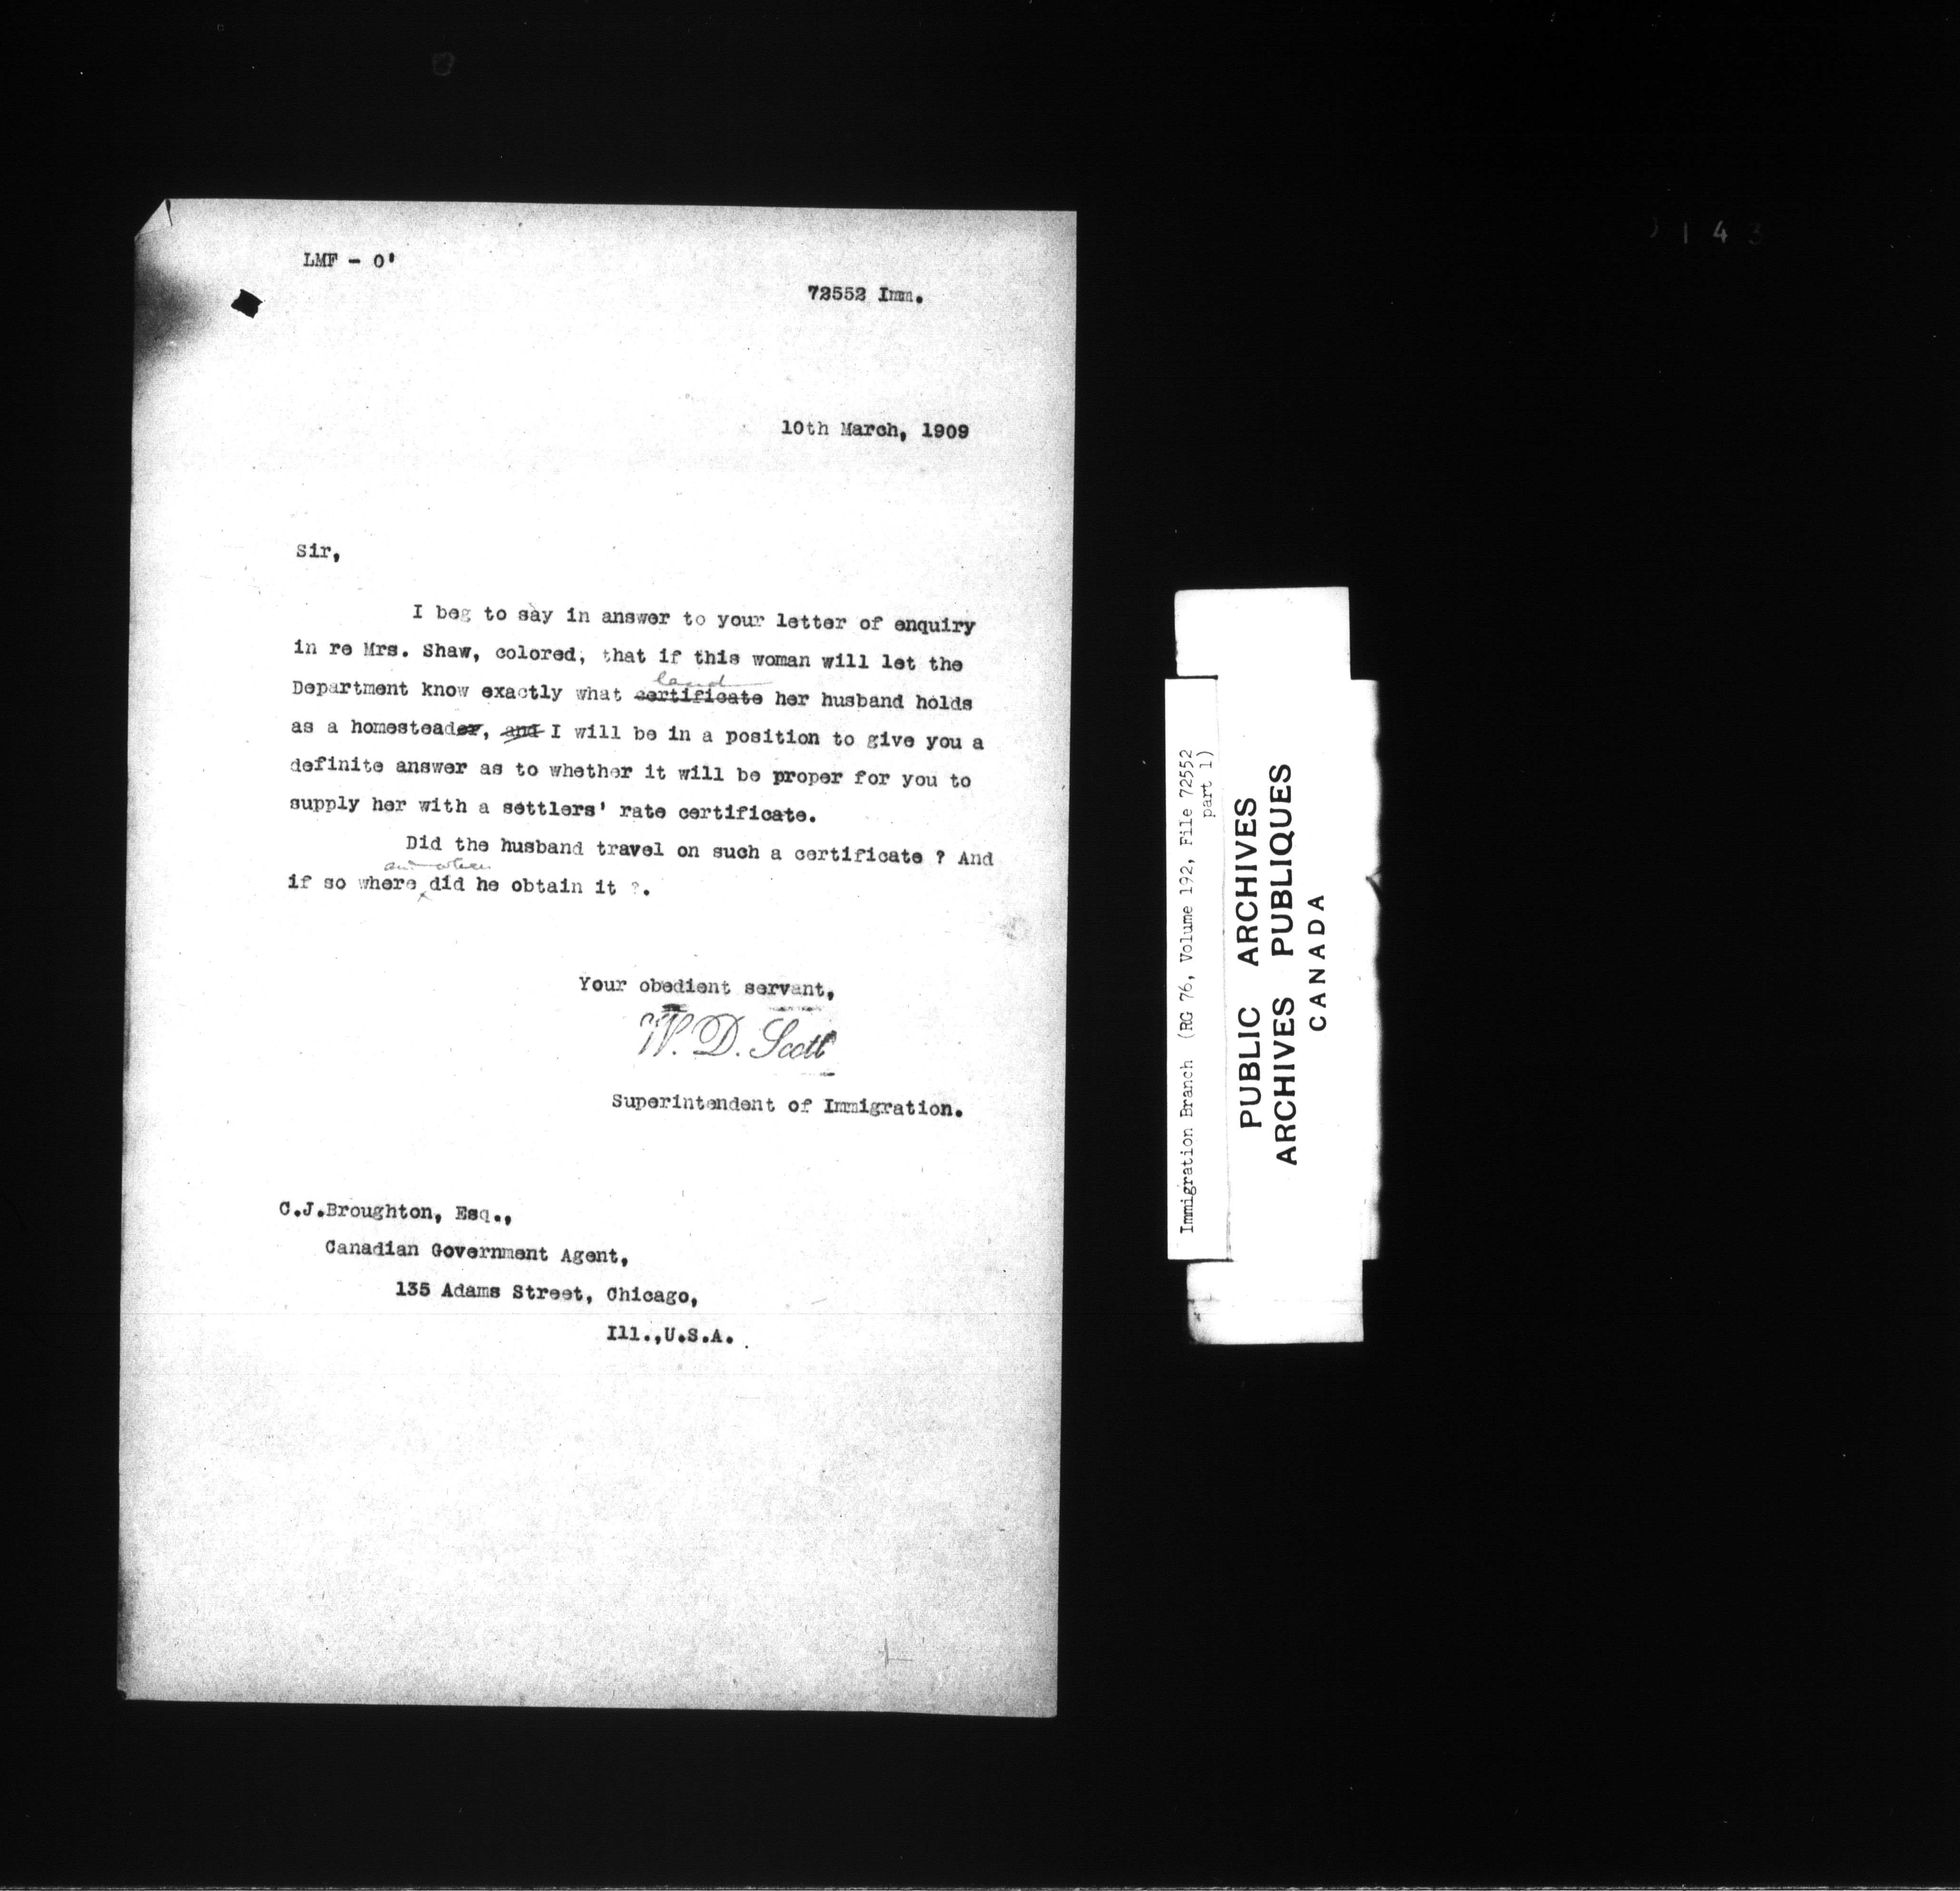 LMF - O'
72552 Imm.
10th March, 1909
Sir,
I beg to say in answer to your letter of enquiry
in re Mrs. Shaw, colored, that if this woman will let the
land
Department know exactly what certificate her husband holds
as a homesteader, and I will be in a position to give you a
definite answer as to whether it will be proper for you to
supply her with a settlers' rate certificate.
Did the husband travel on such a certificate ? And
and when
if so where did he obtain it ?.
Your obedient servant,
W. D. Scott
Superintendent of Immigration.
C.J.Broughton, Esq.,
Canadian Government Agent,
135 Adams Street, Chicago,
Ill.,U.S.A.
Immigration Branch (RG 76, Volume 192, File 72552
part 1)
PUBLIC ARCHIVES
ARCHIVES PUBLIQUES
CANADA